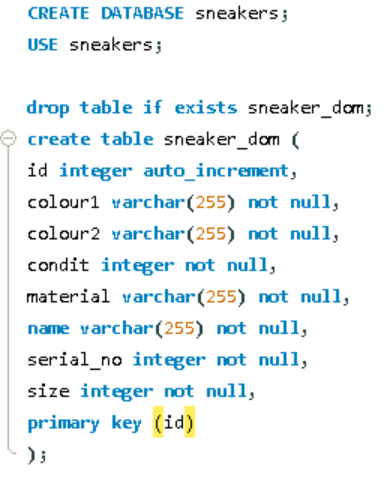 CREATE DATABASE sneakers;
USE sneakers;
drop table if exists sneaker_dom;
create table sneaker_dom (
id integer auto_increment,
colour1 varchar(255) not null,
colour2 varchar(255) not null,
condit integer not null,
material varchar(255) not null,
name varchar(255) not null,
serial_no integer not null,
size integer not null,
primary key (id)
);